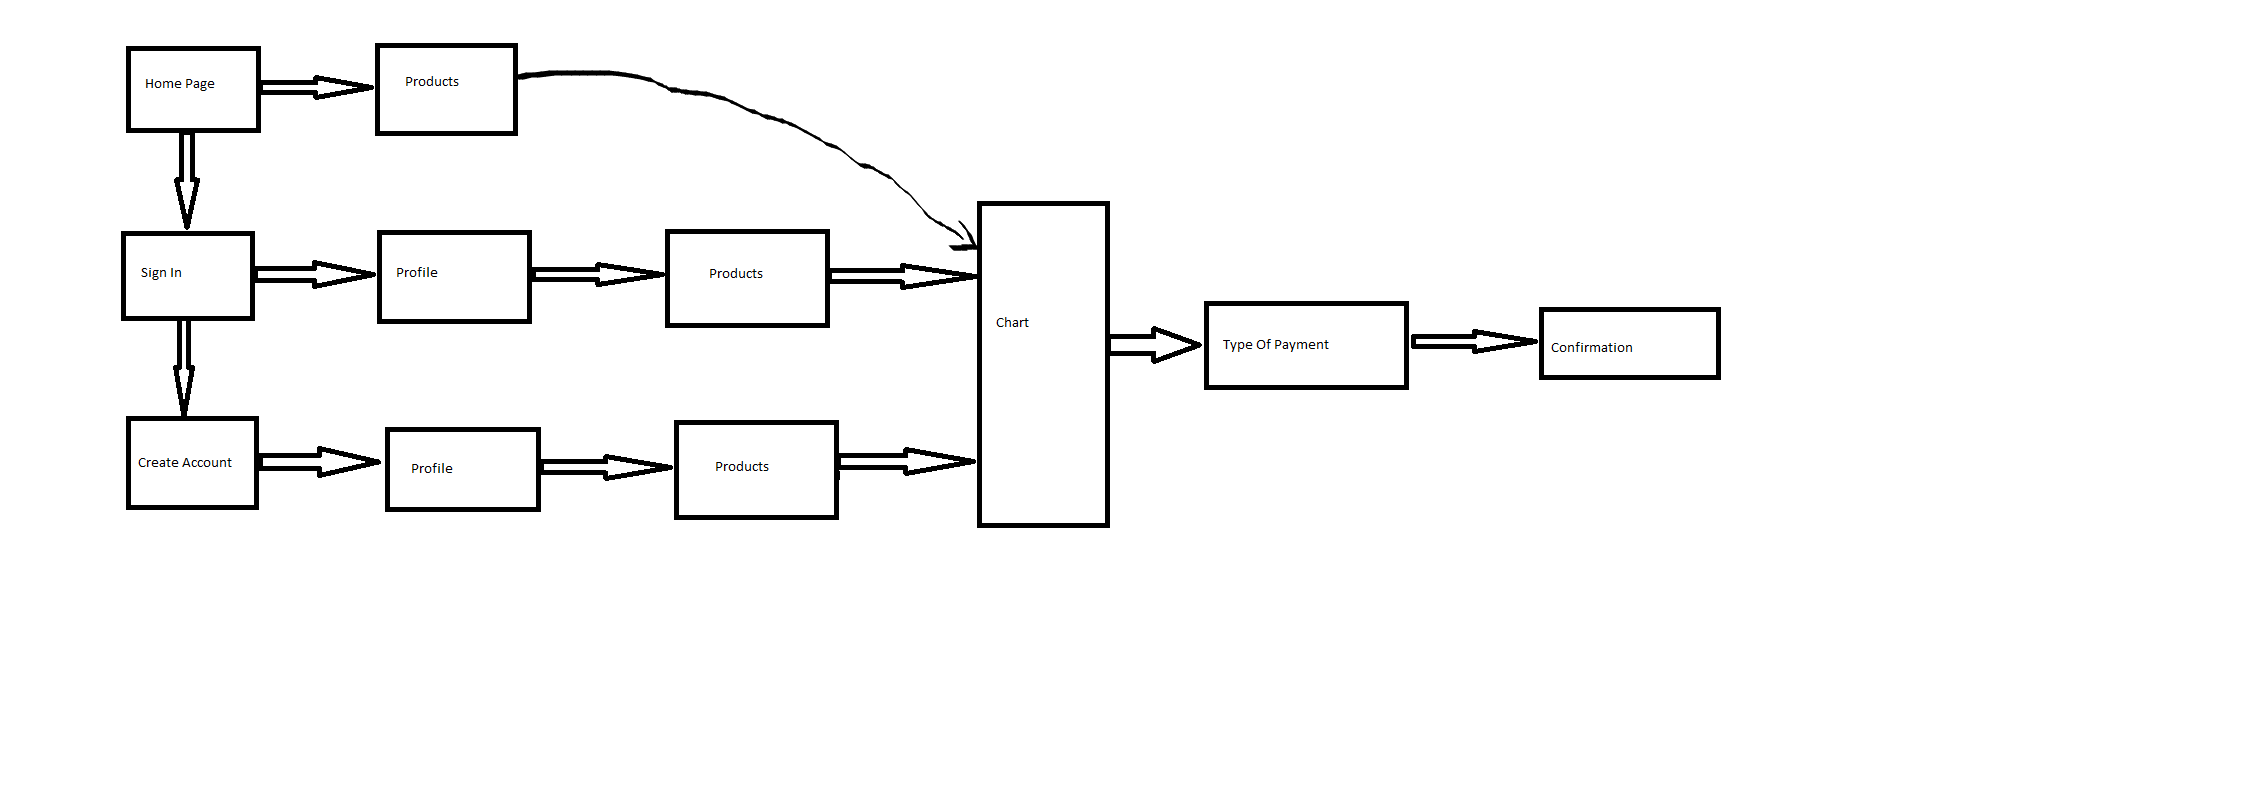 Home Page
Products
Sign In
Profile
Products
Chart
Type Of Payment
Confirmation
Create Account
Profile
Products